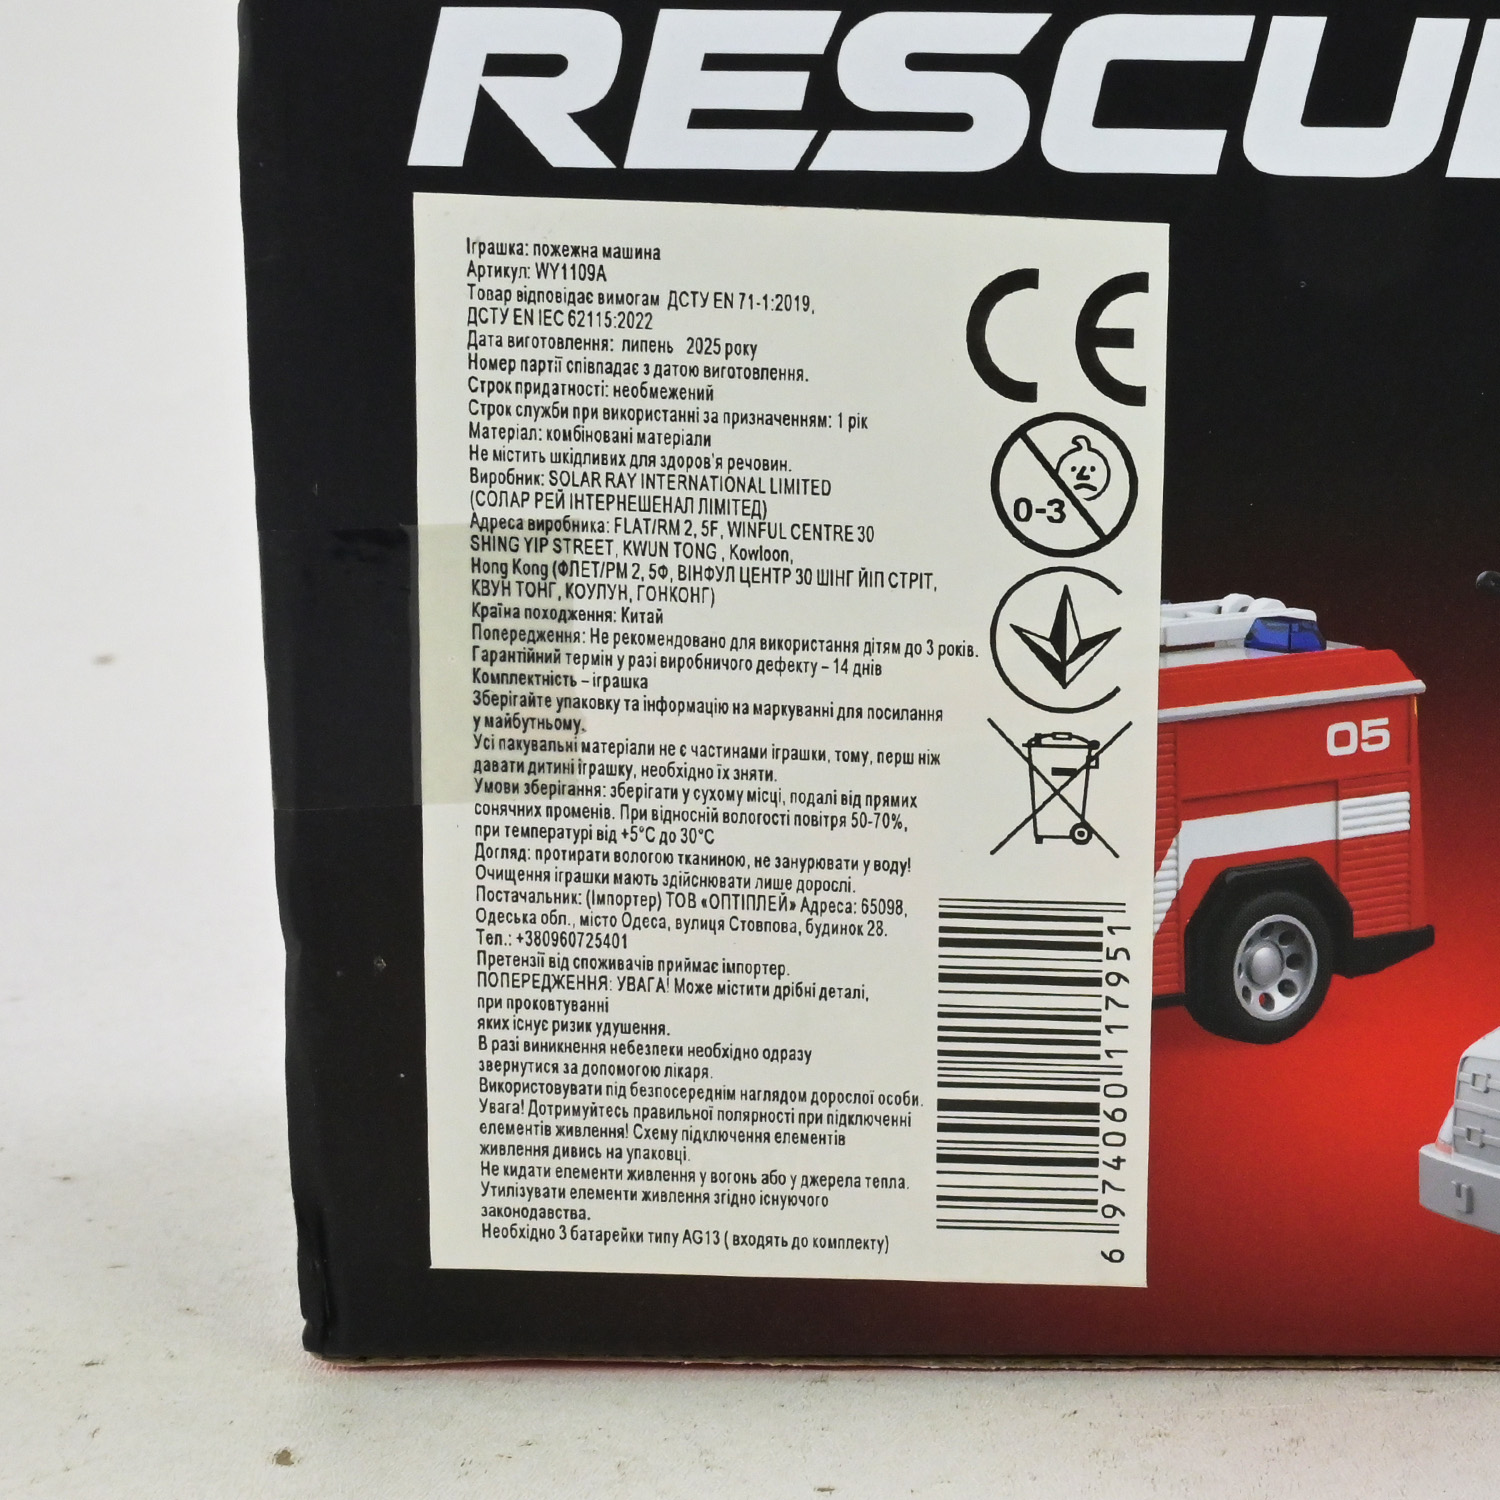 RESCU
Іграшка: пожежна машина
Артикул: WY1109A
Товар відповідає вимогам ДСТУ EN 71-1:2019,
ДСТУ EN IEC 62115:2022
Дата виготовлення: липень 2025 року
Номер партії співпадає з датою виготовлення.
Строк придатності: необмежений
Строк служби при використанні за призначенням: 1 рік
Матеріал: комбіновані матеріали
Не містить шкідливих для здоров'я речовин.
Виробник: SOLAR RAY INTERNATIONAL LIMITED
(СОЛАР РЕЙ ІНТЕРНЕШЕНАЛ ЛІМІТЕД)
Адреса виробника: FLAT/RM 2, 5F, WINFUL CENTRE 30
SHING YIP STREET, KWUN TONG , Kowloon,
Hong Kong (ФЛЕТ/РМ 2, 5Ф, ВІНФУЛ ЦЕНТР 30 ШІНГ ЙІП СТРІТ,
КВУН ТОНГ, КОУЛУН, ГОНКОНГ)
Країна походження: Китай
Попередження: Не рекомендовано для використання дітям до 3 років.
Гарантійний термін у разі виробничого дефекту – 14 днів
Комплектність – іграшка
Зберігайте упаковку та інформацію на маркуванні для посилання
у майбутньому.
Усі пакувальні матеріали не є частинами іграшки, тому, перш ніж
давати дитині іграшку, необхідно їх зняти.
Умови зберігання: зберігати у сухому місці, подалі від прямих
сонячних променів. При відносній вологості повітря 50-70%,
при температурі від +5°C до 30°C
Догляд: протирати вологою тканиною, не занурювати у воду!
Очищення іграшки мають здійснювати лише дорослі.
Постачальник: (Імпортер) ТОВ «ОПТІПЛЕЙ» Адреса: 65098,
Одеська обл., місто Одеса, вулиця Стовпова, будинок 28.
Тел.: +380960725401
Претензії від споживачів приймає імпортер.
ПОПЕРЕДЖЕННЯ: УВАГА! Може містити дрібні деталі,
при проковтуванні
яких існує ризик удушення.
В разі виникнення небезпеки необхідно одразу
звернутися за допомогою лікаря.
Використовувати під безпосереднім наглядом дорослої особи.
Увага! Дотримуйтесь правильної полярності при підключенні
елементів живлення! Схему підключення елементів
живлення дивись на упаковці.
Не кидати елементи живлення у вогонь або у джерела тепла.
Утилізувати елементи живлення згідно існуючого
законодавства.
Необхідно 3 батарейки типу AG13 ( входять до комплекту)
CE
0-3
6 974060 117951
05